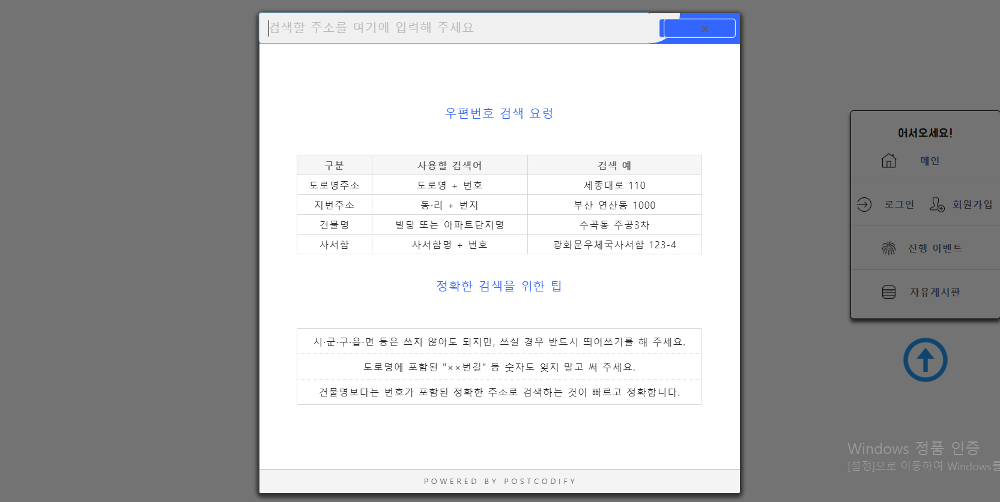 검색할 주소를 여기에 입력해 주세요
×
우편번호 검색 요령
구분 사용할 검색어 검색 예
도로명주소 도로명 + 번호 세종대로 110
지번주소 동·리 + 번지 부산 연산동 1000
건물명 빌딩 또는 아파트단지명 수곡동 주공3차
사서함 사서함명 + 번호 광화문우체국사서함 123-4
정확한 검색을 위한 팁
시·군·구·읍·면 등은 쓰지 않아도 되지만, 쓰실 경우 반드시 띄어쓰기를 해 주세요.
도로명에 포함된 "××번길" 등 숫자도 잊지 말고 써 주세요.
건물명보다는 번호가 포함된 정확한 주소로 검색하는 것이 빠르고 정확합니다.
POWERED BY POSTCODIFY
어서오세요!
메인
로그인 회원가입
진행 이벤트
자유게시판
Windows 정품 인증
[설정]으로 이동하여 Windows를